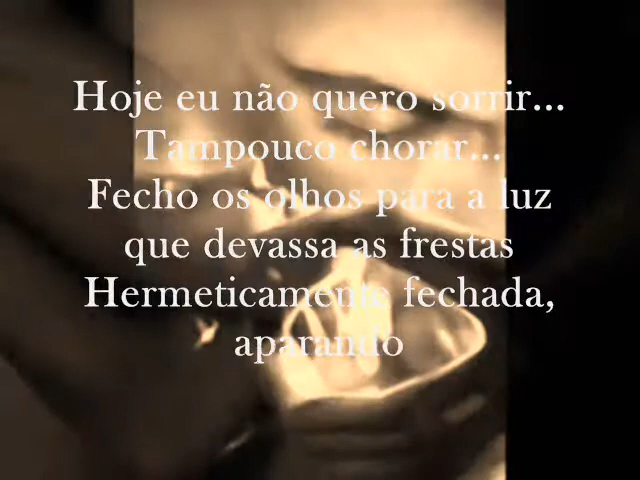 Hoje eu não quero sorrir...
Tampouco chorar...
Fecho os olhos para a luz
que devassa as frestas
Hermeticamente fechada,
aparando